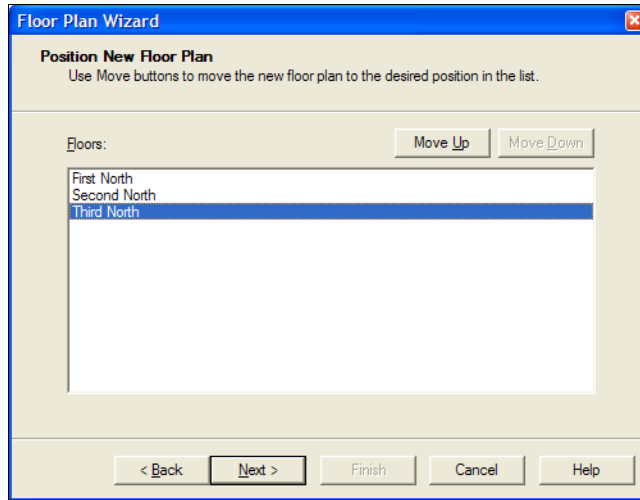 Floor Plan Wizard
Position New Floor Plan
Use Move buttons to move the new floor plan to the desired position in the list.
Floors:
Move Up
Move Down
First North
Second North
Third North
< Back
Next >
Finish
Cancel
Help